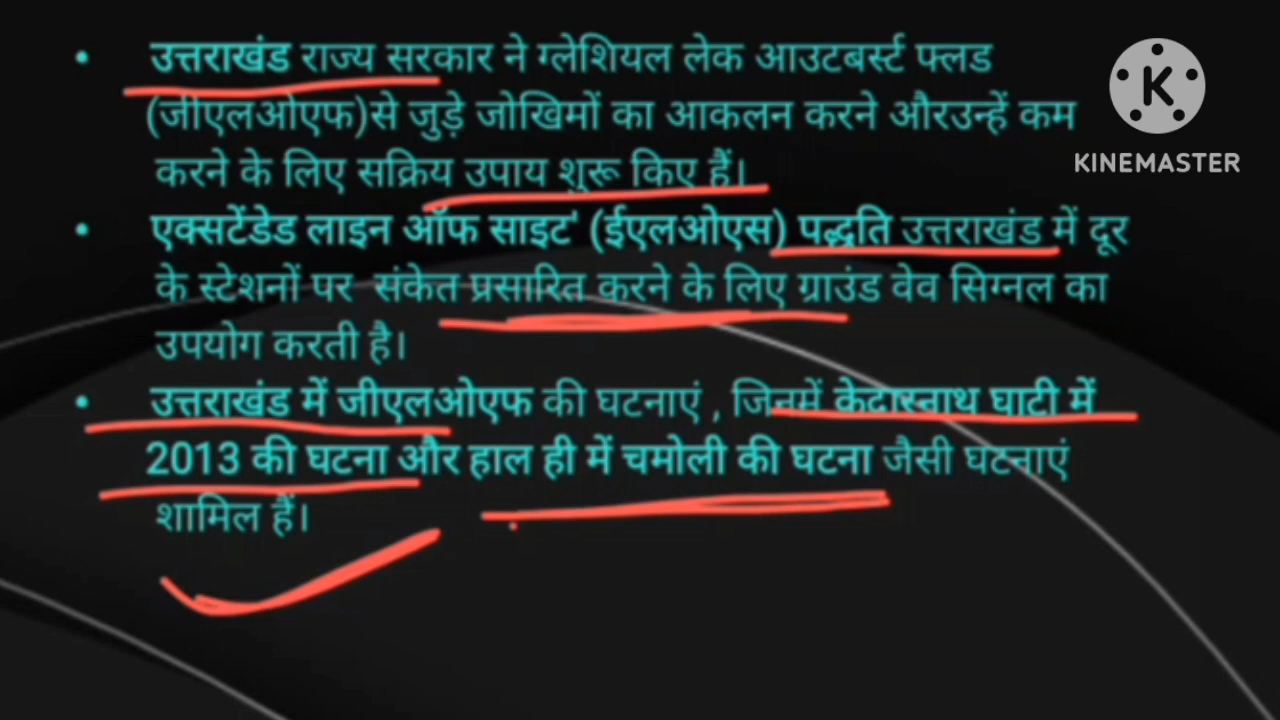 • उत्तराखंड राज्य सरकार ने ग्लेशियल लेक आउटबर्स्ट फ्लड
(जीएलओएफ)से जुड़े जोखिमों का आकलन करने औरउन्हें कम
करने के लिए सक्रिय उपाय शुरू किए हैं।
• एक्सटेंडेड लाइन ऑफ साइट' (ईएलओएस) पद्धति उत्तराखंड में दूर
के स्टेशनों पर संकेत प्रसारित करने के लिए ग्राउंड वेव सिग्नल का
उपयोग करती है।
• उत्तराखंड में जीएलओएफ की घटनाएं , जिनमें केदारनाथ घाटी में
2013 की घटना और हाल ही में चमोली की घटना जैसी घटनाएं
शामिल हैं।
K
KINEMASTER